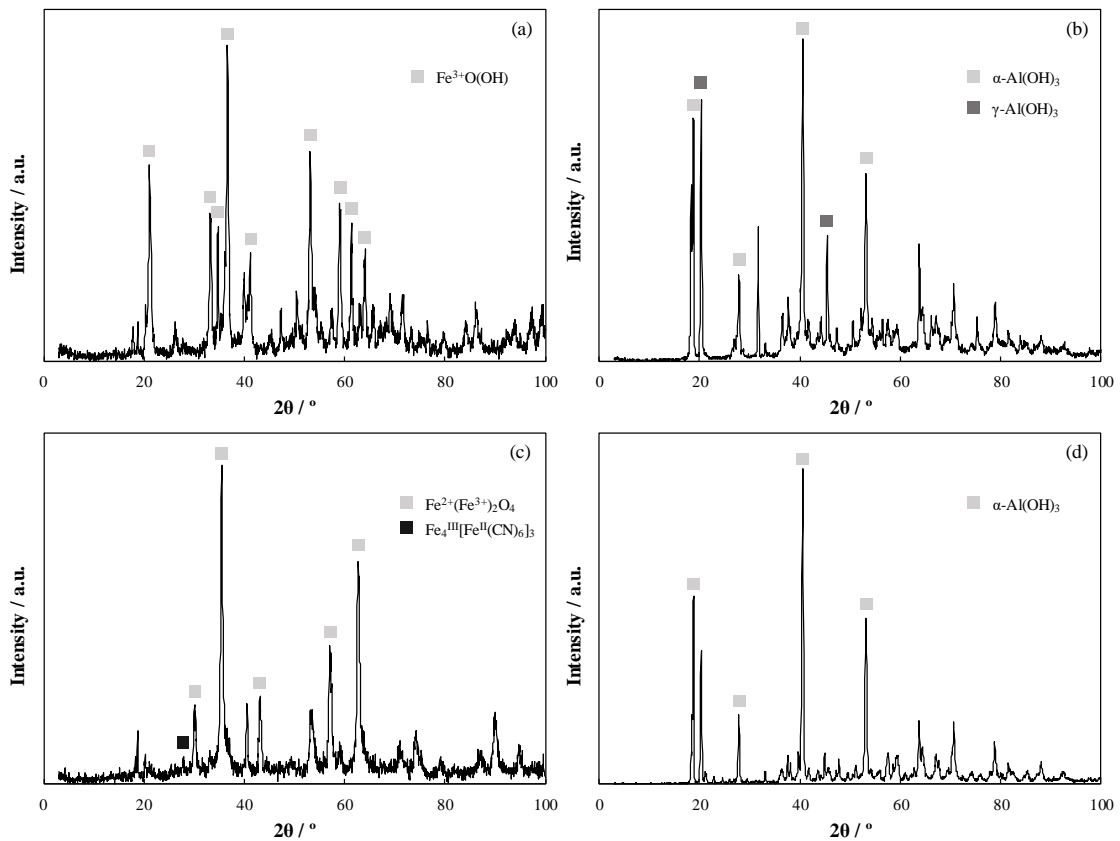 (a)
Fe³⁺O(OH)
Intensity / a.u.
0 20 40 60 80 100
2θ / º
(b)
α-Al(OH)₃
γ-Al(OH)₃
Intensity / a.u.
0 20 40 60 80 100
2θ / º
(c)
Fe²⁺(Fe³⁺)₂O₄
Fe₄ᴵᴵᴵ[Feᴵᴵ(CN)₆]₃
Intensity / a.u.
0 20 40 60 80 100
2θ / º
(d)
α-Al(OH)₃
Intensity / a.u.
0 20 40 60 80 100
2θ / º